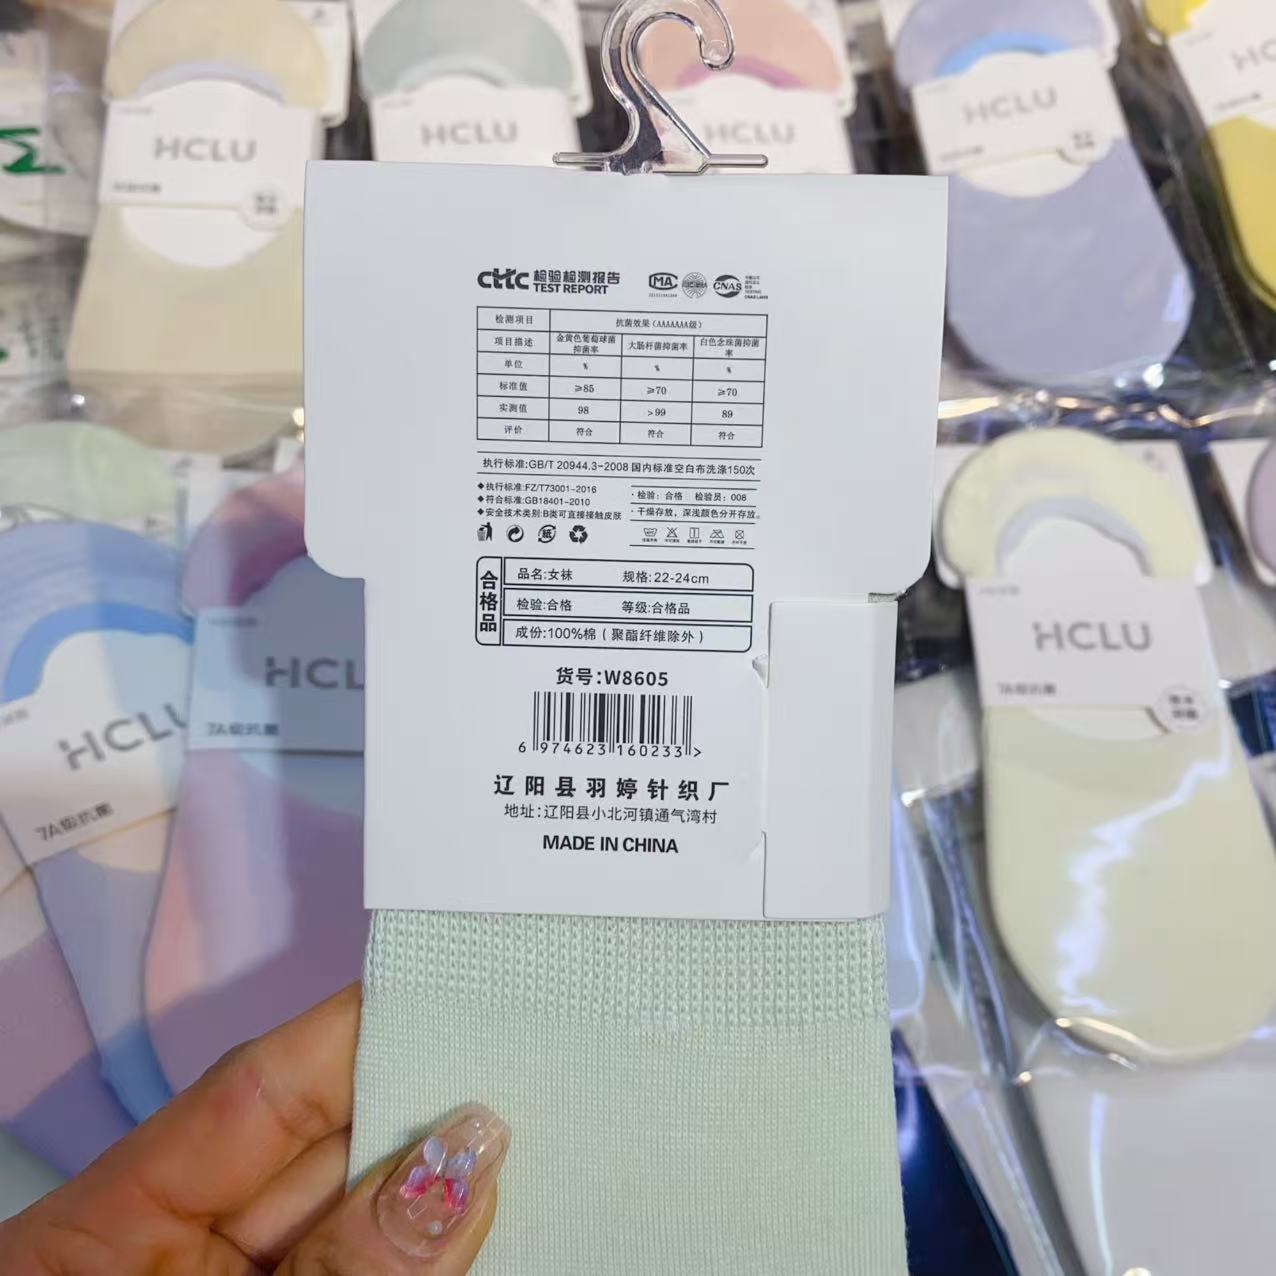 HCLU
HCLU
HCLU
HCLU
CTTC 检验检测报告
TEST REPORT
MA
CNAS
检测项目 抗菌效果(AAAAAAA级)
项目描述 金黄色葡萄球菌抑菌率 大肠杆菌抑菌率 白色念珠菌抑菌率
单位 % % %
标准值 ≥85 ≥70 ≥70
实测值 98 >99 89
评价 符合 符合 符合
执行标准:GB/T 20944.3-2008 国内标准空白布洗涤150次
◆执行标准:FZ/T73001-2016
◆符合标准:GB18401-2010
◆安全技术类别:B类可直接接触皮肤
·检验:合格 检验员:008
·干燥存放,深浅颜色分开存放。
合格品
品名:女袜 规格:22-24cm
检验:合格 等级:合格品
成份:100%棉(聚酯纤维除外)
货号:W8605
6 974623 160233 >
辽阳县羽婷针织厂
地址:辽阳县小北河镇通气湾村
MADE IN CHINA
HCLU
7A级抗菌
HCL
7A级抗菌
HCLU
7A级抗菌